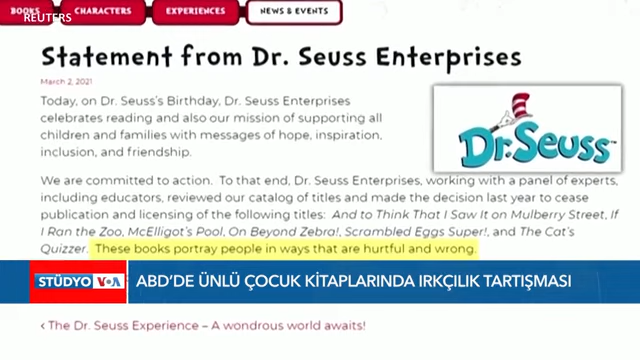 BOOKS CHARACTERS EXPERIENCES NEWS & EVENTS
REUTERS
Statement from Dr. Seuss Enterprises
March 2, 2021
Today, on Dr. Seuss's Birthday, Dr. Seuss Enterprises
celebrates reading and also our mission of supporting all
children and families with messages of hope, inspiration,
inclusion, and friendship.
Dr. Seuss
We are committed to action. To that end, Dr. Seuss Enterprises, working with a panel of experts,
including educators, reviewed our catalog of titles and made the decision last year to cease
publication and licensing of the following titles: And to Think That I Saw It on Mulberry Street, If
I Ran the Zoo, McElligot's Pool, On Beyond Zebra!, Scrambled Eggs Super!, and The Cat's
Quizzer. These books portray people in ways that are hurtful and wrong.
STÜDYO VOA ABD'DE ÜNLÜ ÇOCUK KİTAPLARINDA IRKÇILIK TARTIŞMASI
‹ The Dr. Seuss Experience – A wondrous world awaits!